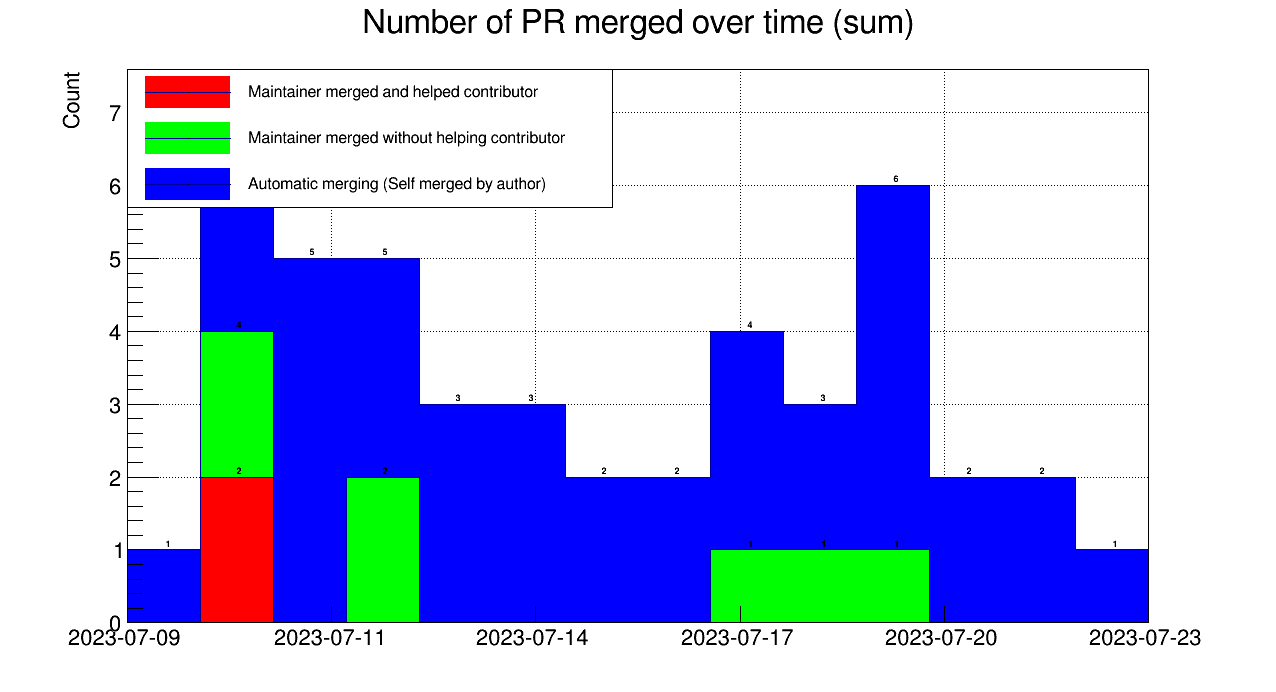 Number of PR merged over time (sum)
Count
Maintainer merged and helped contributor
Maintainer merged without helping contributor
Automatic merging (Self merged by author)
7
6
5
4
3
2
1
0
6
5 5
4 4
3 3 3
2 2 2 2 2 2
1 1 1 1 1
2023-07-09 2023-07-11 2023-07-14 2023-07-17 2023-07-20 2023-07-23